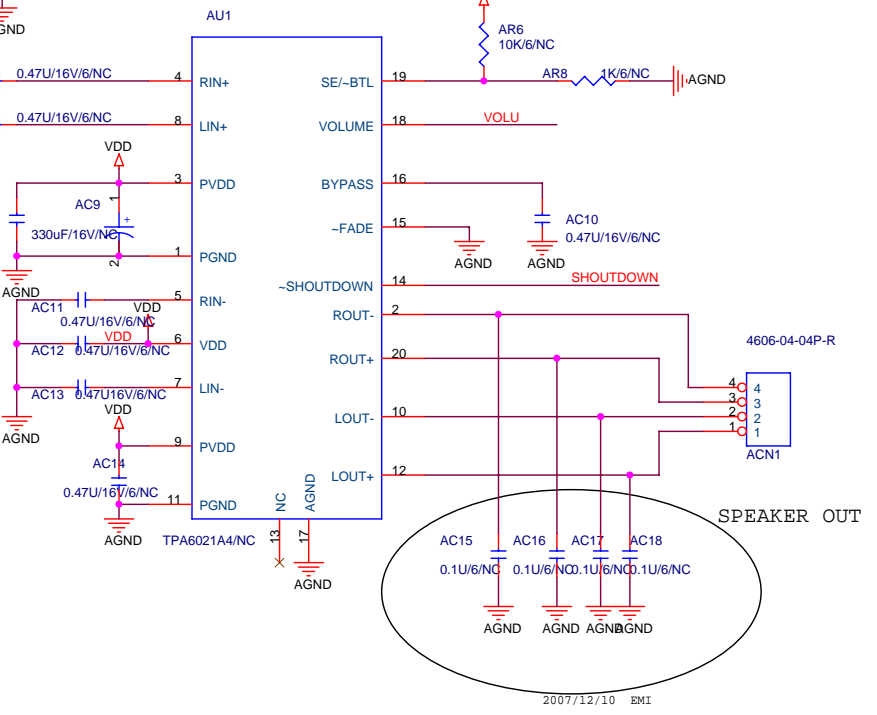 AU1
GND
AR6
10K/6/NC
0.47U/16V/6/NC
4
RIN+
SE/~BTL
19
AR8
1K/6/NC
AGND
0.47U/16V/6/NC
8
LIN+
VOLUME
18
VOLU
VDD
3
PVDD
BYPASS
16
1
AC9
+
330uF/16V/NC
2
~FADE
15
AC10
0.47U/16V/6/NC
1
PGND
AGND
AGND
AGND
~SHOUTDOWN
14
SHOUTDOWN
AC11
5
RIN-
0.47U/16V/6/NC
VDD
ROUT-
2
VDD
AC12
0.47U/16V/6/NC
6
VDD
ROUT+
20
4606-04-04P-R
AC13
0.47U16V/6/NC
7
LIN-
4
4
3
3
2
2
1
1
ACN1
VDD
LOUT-
10
AGND
9
PVDD
AC14
0.47U/16V/6/NC
LOUT+
12
11
PGND
NC
AGND
AGND
TPA6021A4/NC
13
17
AGND
SPEAKER OUT
AC15
AC16
AC17
AC18
0.1U/6/NC
0.1U/6/NC
0.1U/6/NC
0.1U/6/NC
AGND
AGND
AGND
AGND
2007/12/10 EMI